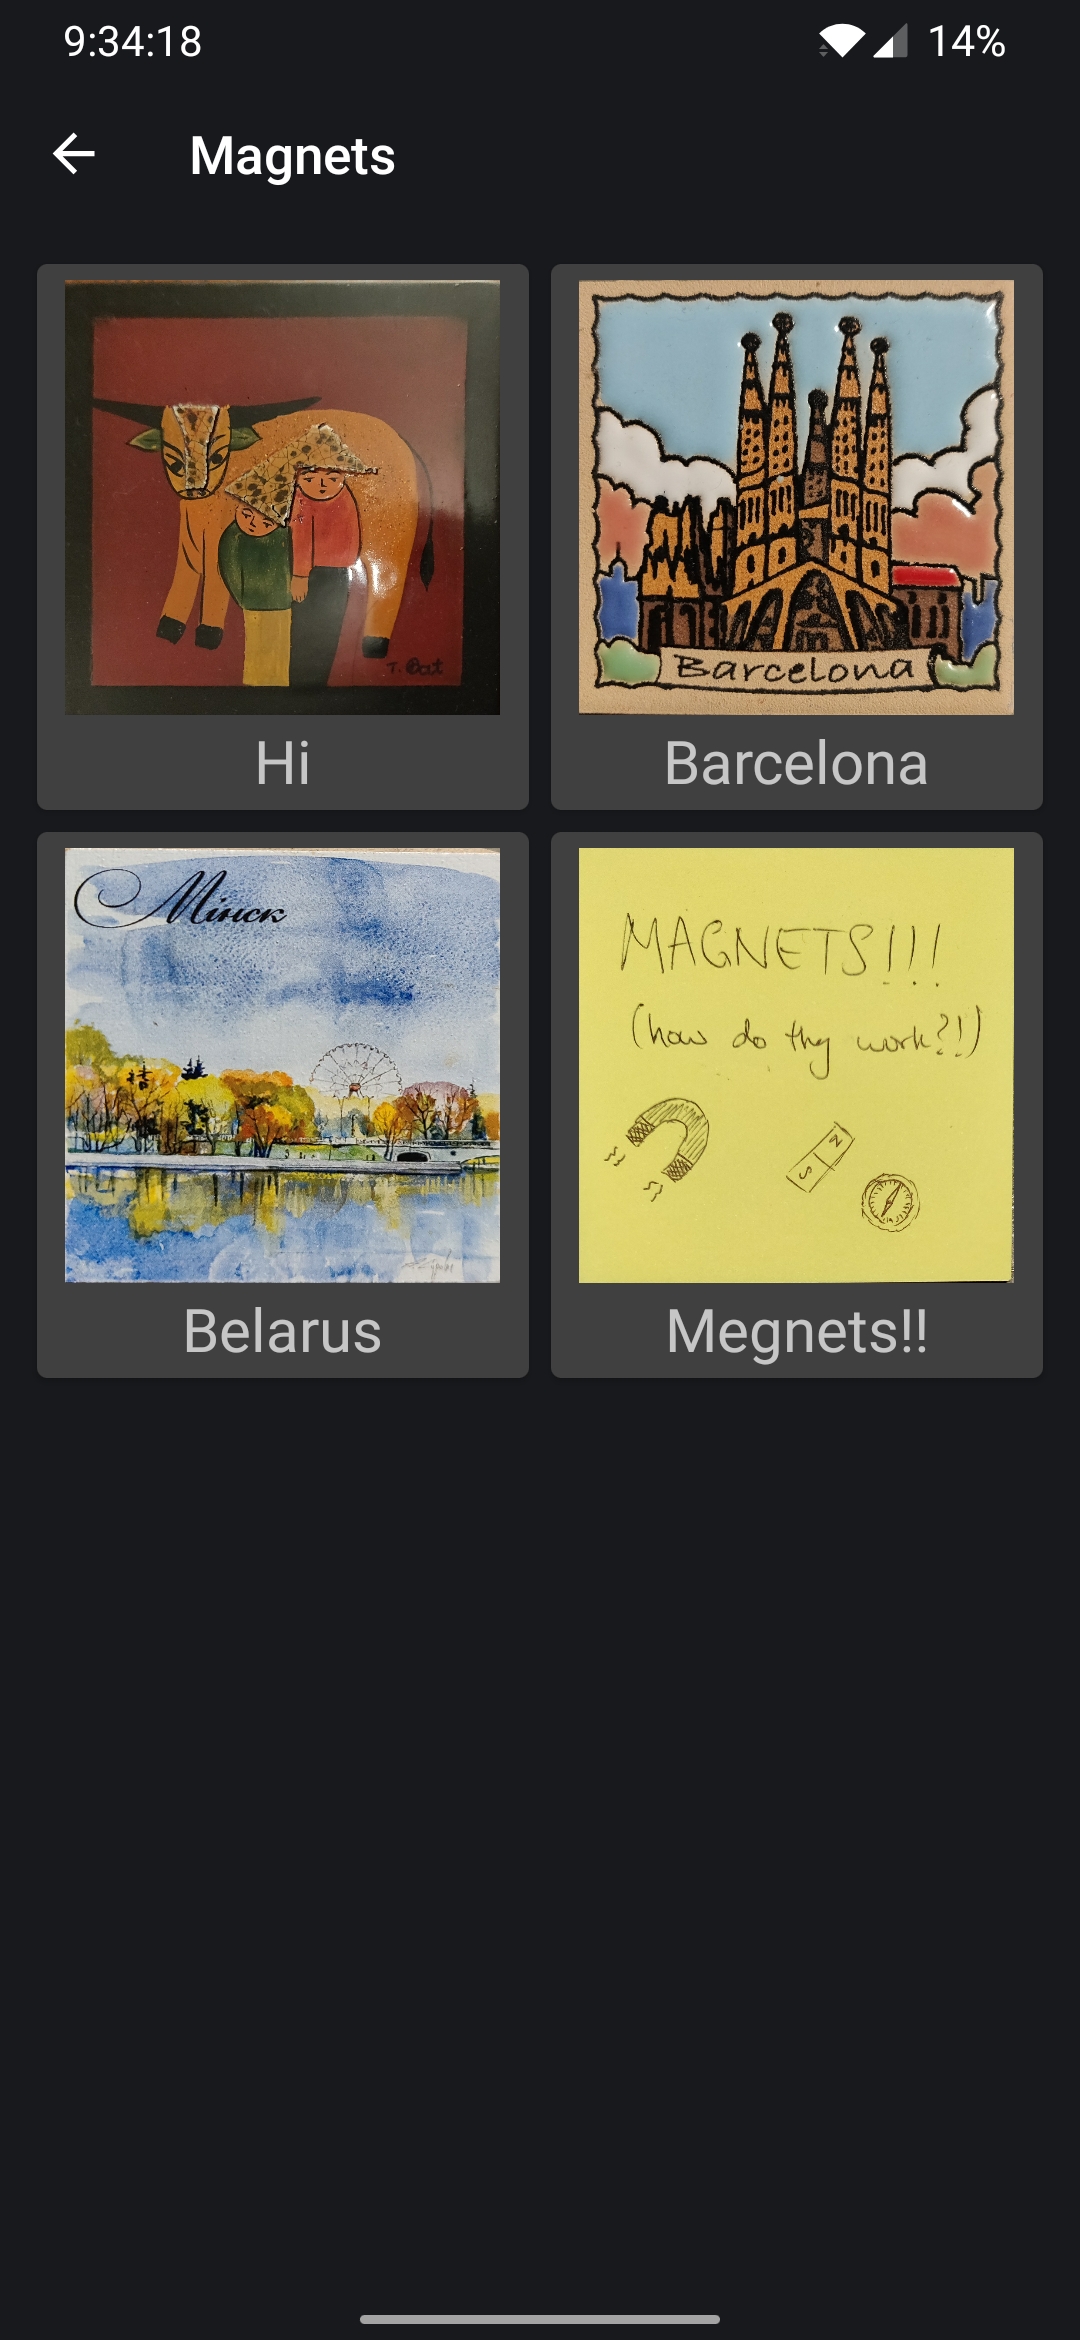 9:34:18
14%
Magnets
T. Bat
Hi
Barcelona
Barcelona
Мінск
Belarus
MAGNETS!!!
(how do they work?!)
N
S
Megnets!!